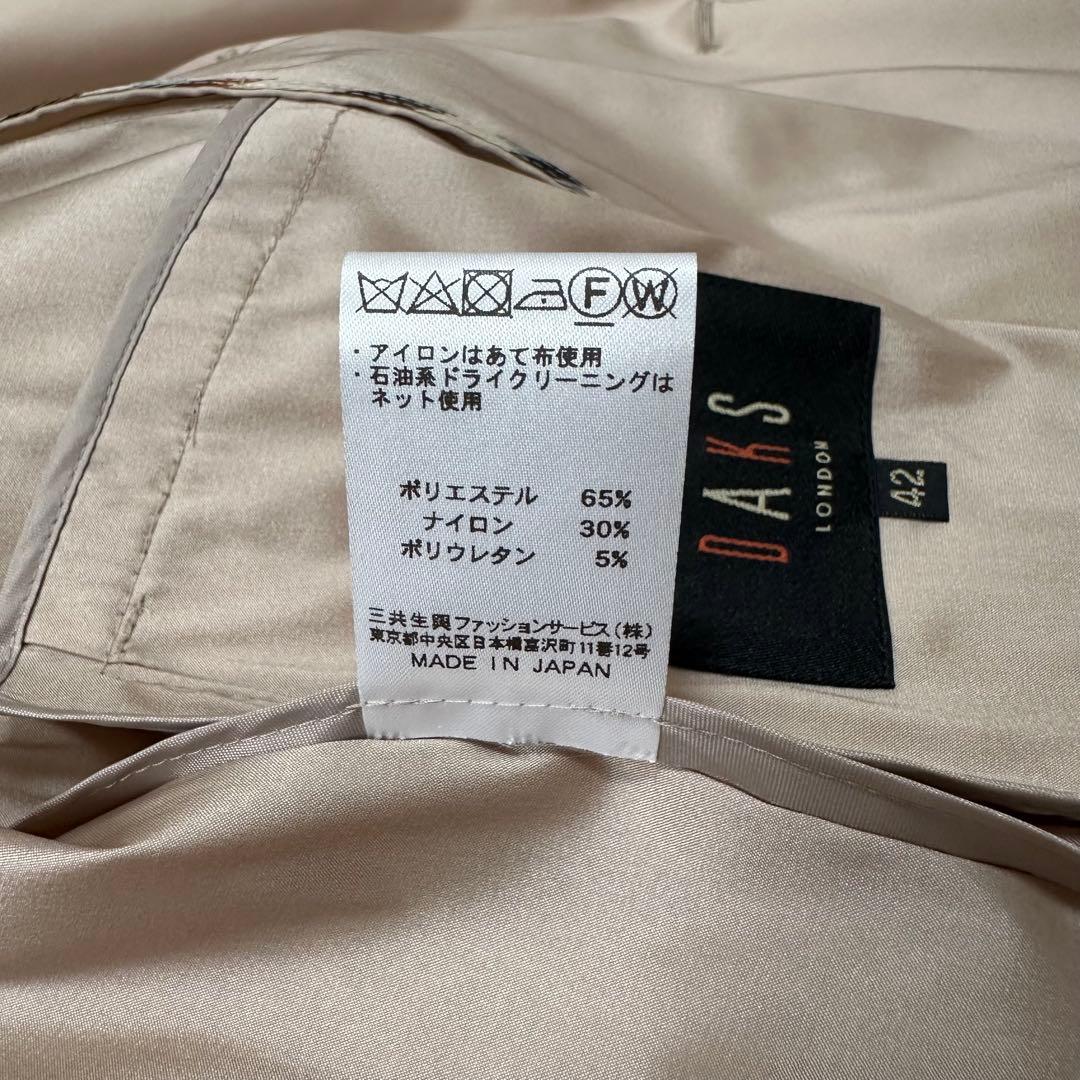 F W
・アイロンはあて布使用
・石油系ドライクリーニングは
ネット使用
ポリエステル 65%
ナイロン 30%
ポリウレタン 5%
三共生興ファッションサービス(株)
東京都中央区日本橋富沢町11番12号
MADE IN JAPAN
DAKS
LONDON
42